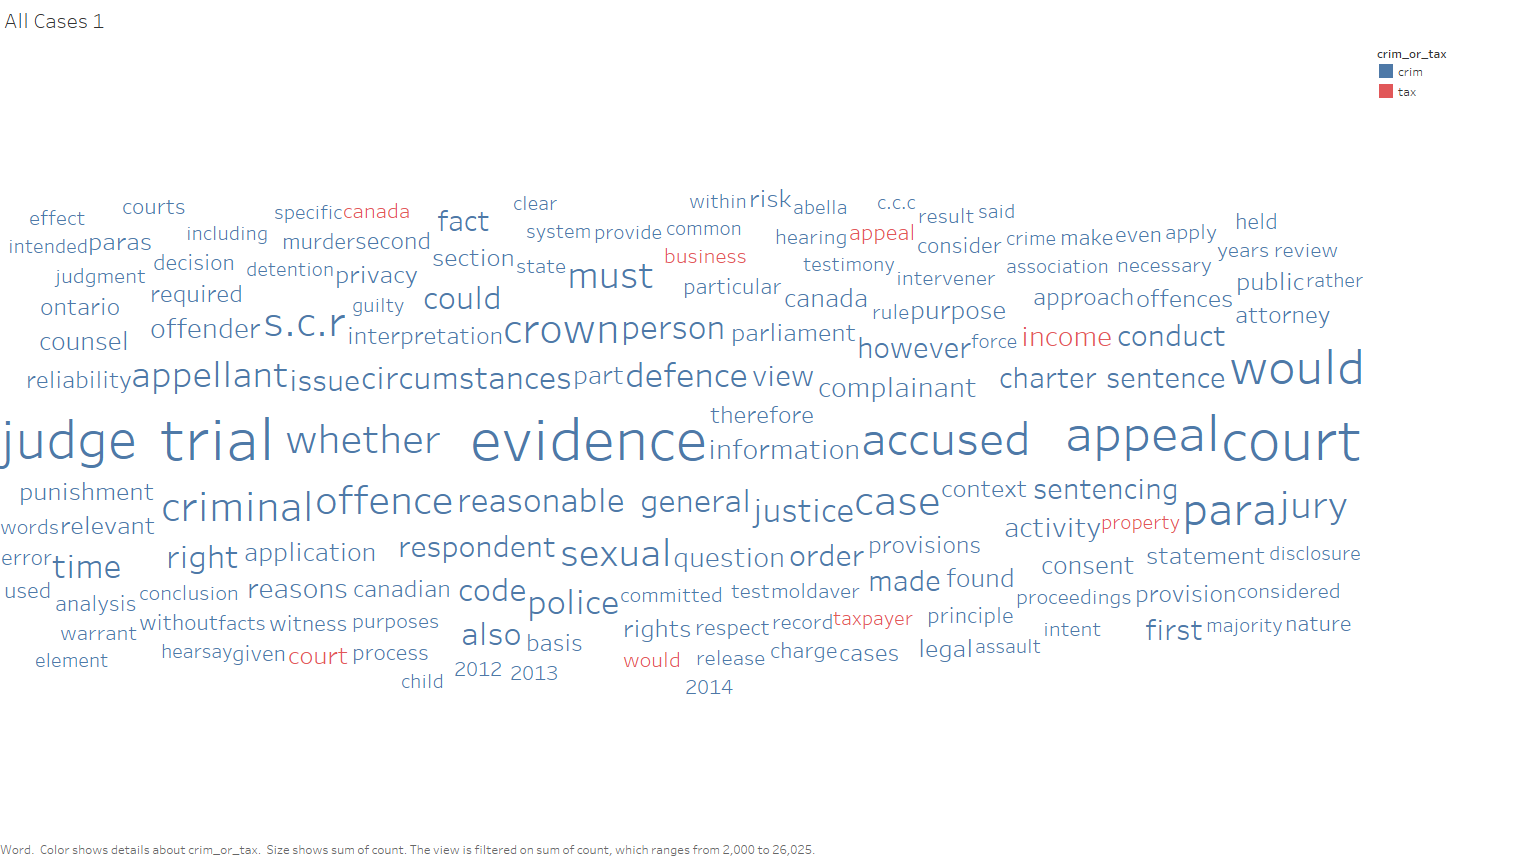 All Cases 1
crim_or_tax
crim
tax
within risk abella c.c.c
effect courts specific canada fact clear system provide common hearing appeal result said held
intended paras including murder second section state must business testimony consider crime make even apply years review
judgment decision detention privacy particular intervener association necessary public rather
ontario required guilty could canada rule purpose approach offences attorney
counsel offender s.c.r interpretation crown person parliament however force income conduct
reliability appellant issue circumstances part defence view complainant charter sentence would
therefore
judge trial whether evidence information accused appeal court
punishment criminal offence reasonable general justice case context sentencing para jury
words relevant activity property
error time right application respondent sexual question order provisions consent statement disclosure
used analysis conclusion reasons canadian code police committed test moldaver made found proceedings provision considered
warrant without facts witness purposes also basis rights respect record taxpayer principle intent first majority nature
element hearsay given court process 2012 2013 would release charge cases legal assault
child 2014
Word. Color shows details about crim_or_tax. Size shows sum of count. The view is filtered on sum of count, which ranges from 2,000 to 26,025.